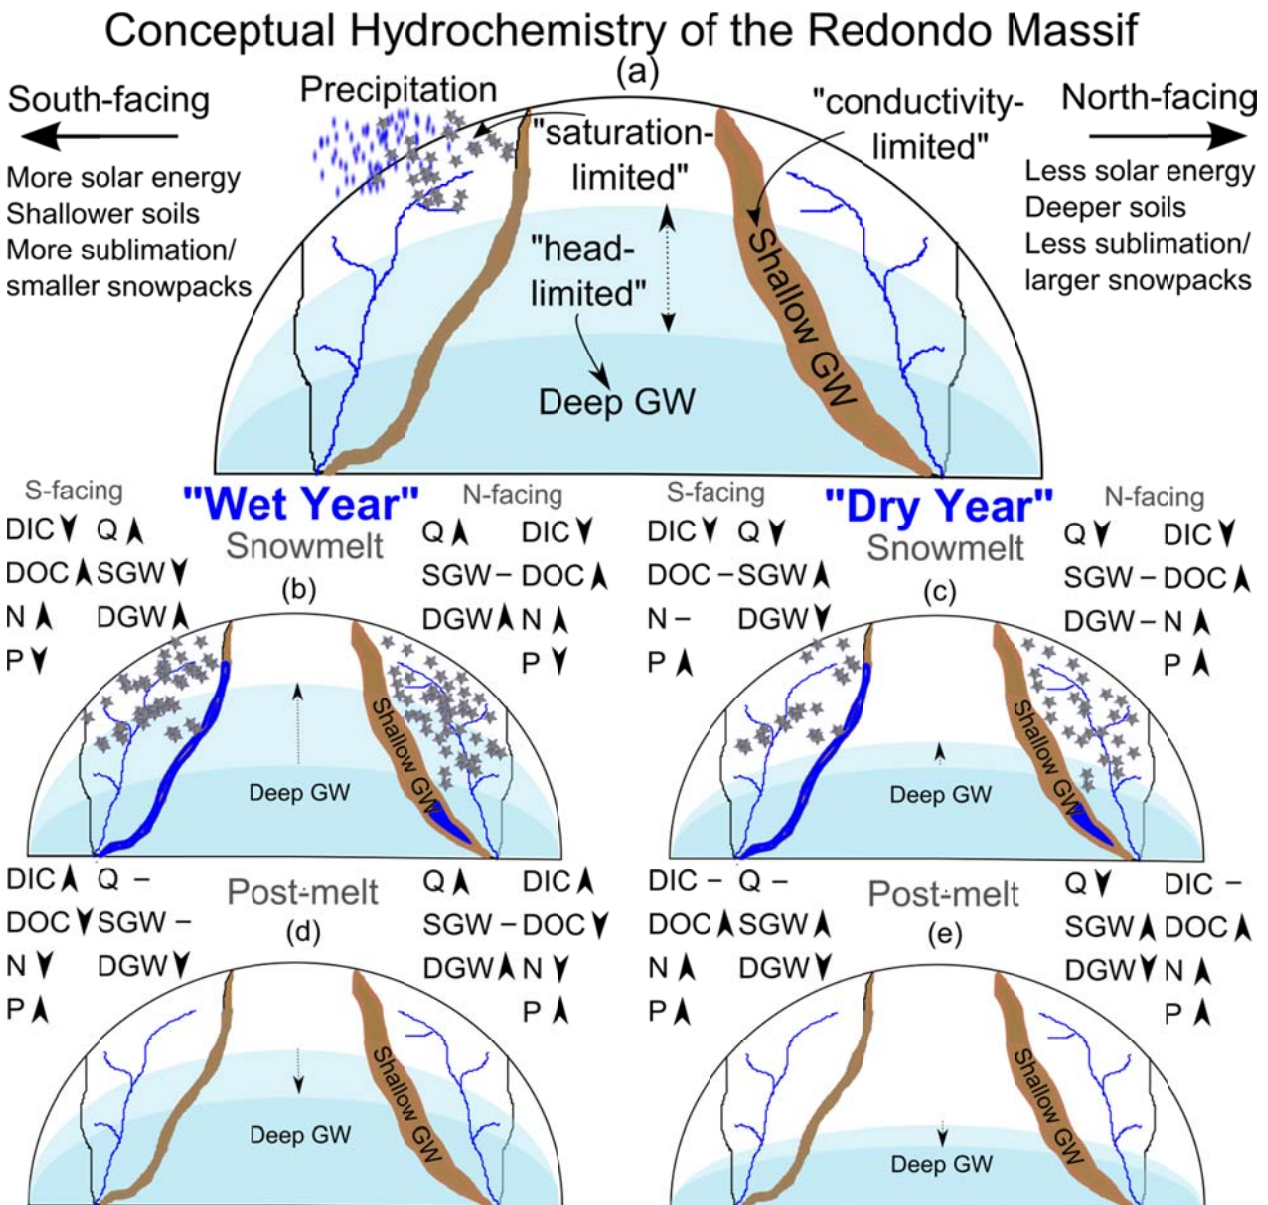 Conceptual Hydrochemistry of the Redondo Massif
(a)
South-facing
More solar energy
Shallower soils
More sublimation/
smaller snowpacks
Precipitation
"saturation-
limited"
"conductivity-
limited"
North-facing
Less solar energy
Deeper soils
Less sublimation/
larger snowpacks
"head-
limited"
Deep GW
Shallow GW
S-facing
"Wet Year"
N-facing
Snowmelt
(b)
DIC Q
DOC SGW
N DGW
P
Q DIC
SGW – DOC
DGW N
P
Shallow GW
Deep GW
S-facing
"Dry Year"
N-facing
Snowmelt
(c)
DIC Q
DOC – SGW
N – DGW
P
Q DIC
SGW – DOC
DGW – N
P
Shallow GW
Deep GW
Post-melt
(d)
DIC Q –
DOC SGW –
N DGW
P
Q DIC
SGW – DOC
DGW N
P
Shallow GW
Deep GW
Post-melt
(e)
DIC – Q –
DOC SGW
N DGW
P
Q DIC –
SGW DOC
DGW N
P
Shallow GW
Deep GW